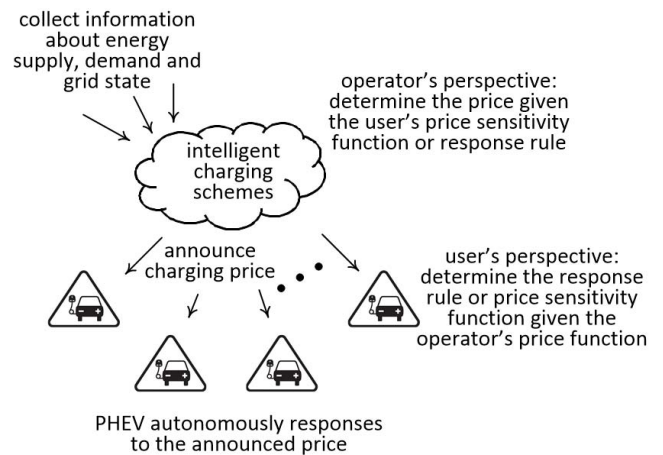 collect information
about energy
supply, demand and
grid state
operator's perspective:
determine the price given
the user's price sensitivity
function or response rule
intelligent
charging
schemes
announce
charging price
user's perspective:
determine the response
rule or price sensitivity
function given the
operator's price function
PHEV autonomously responses
to the announced price